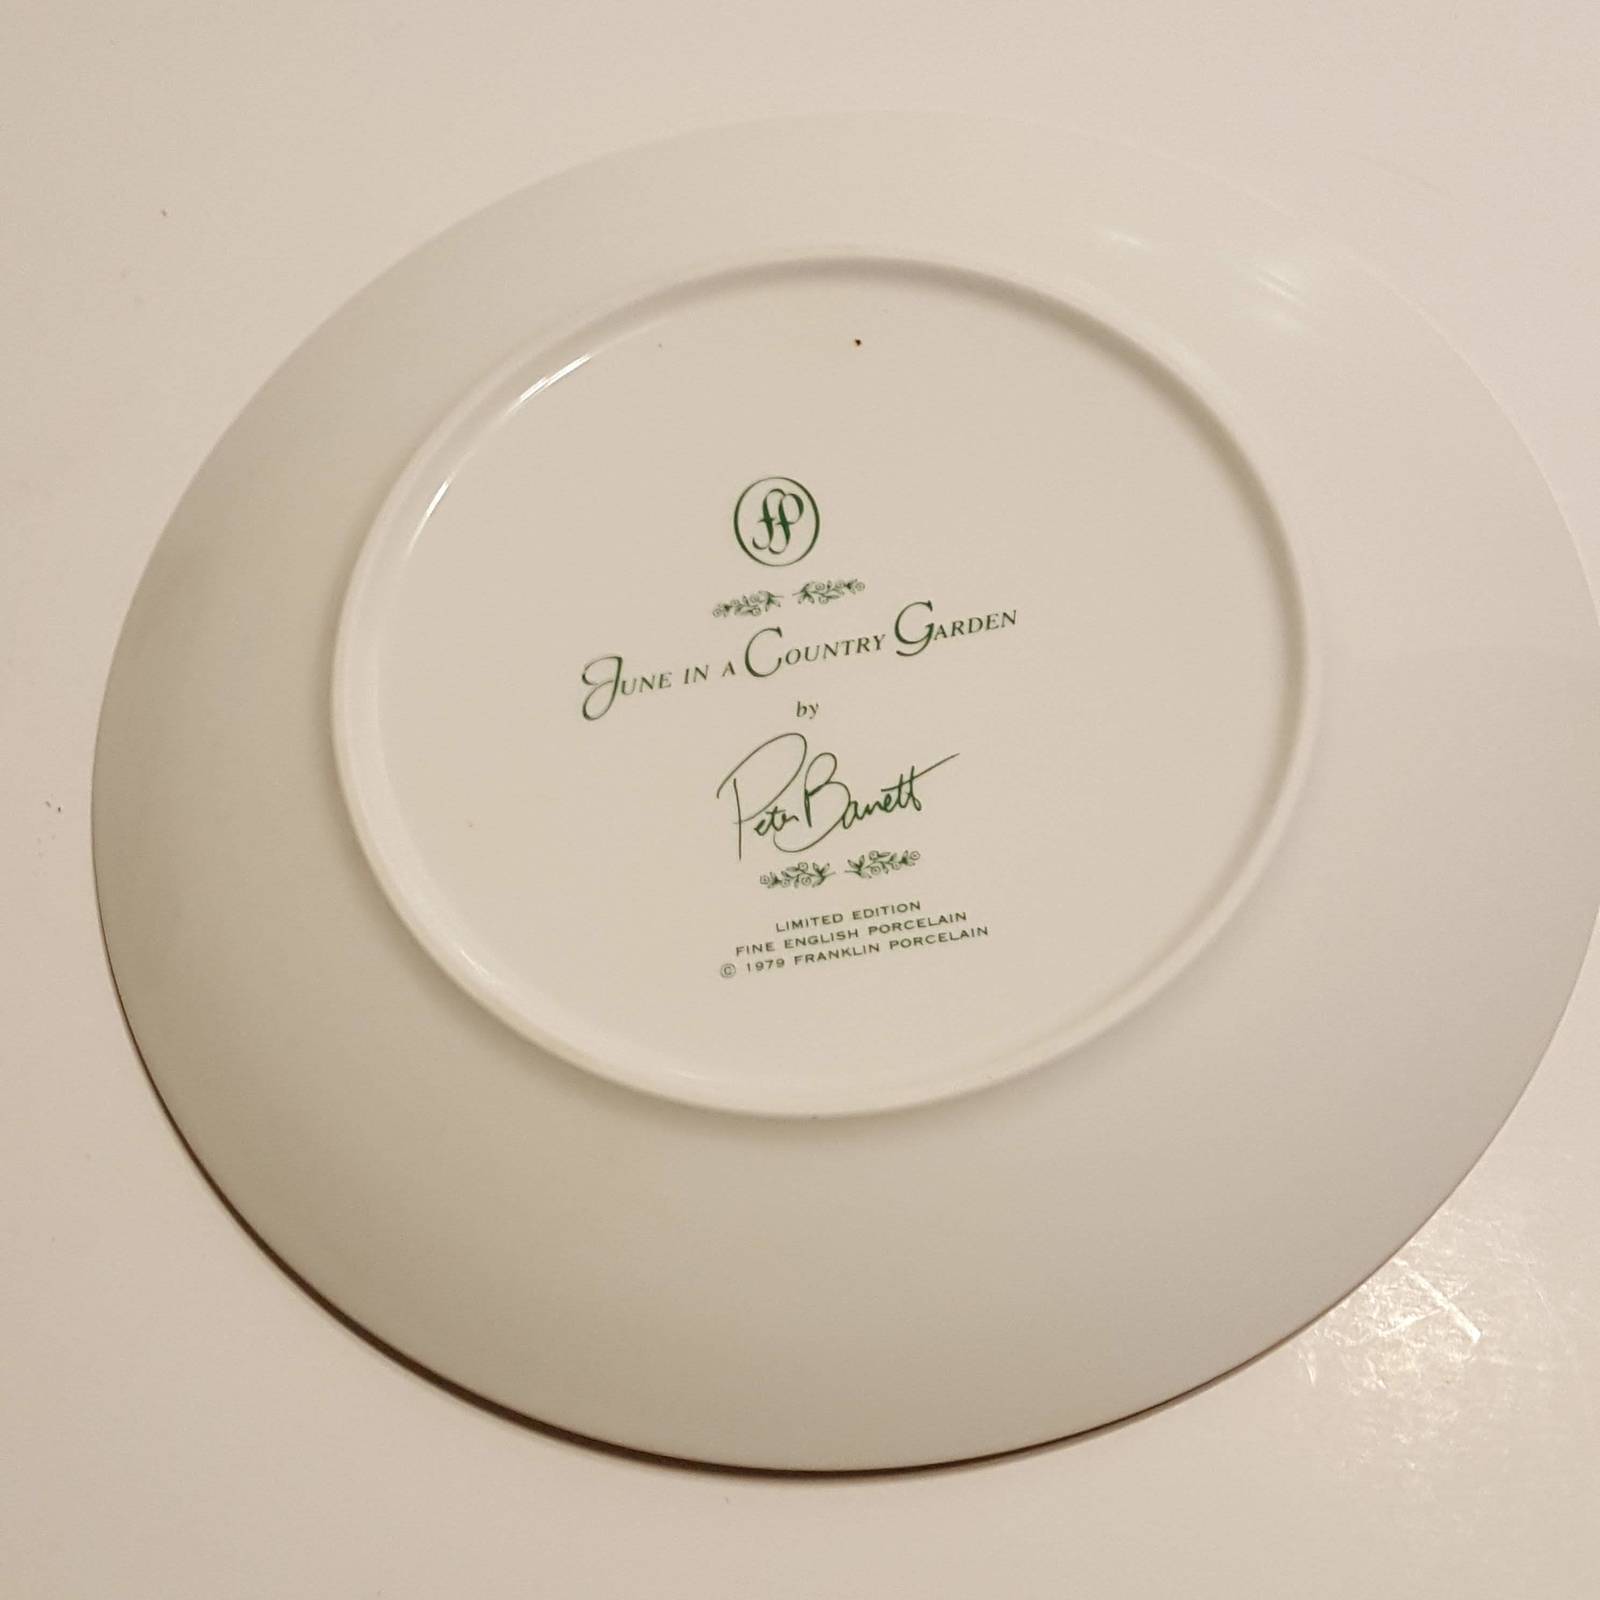 fp
JUNE IN A COUNTRY GARDEN
by
Peter Barrett
LIMITED EDITION
FINE ENGLISH PORCELAIN
© 1979 FRANKLIN PORCELAIN